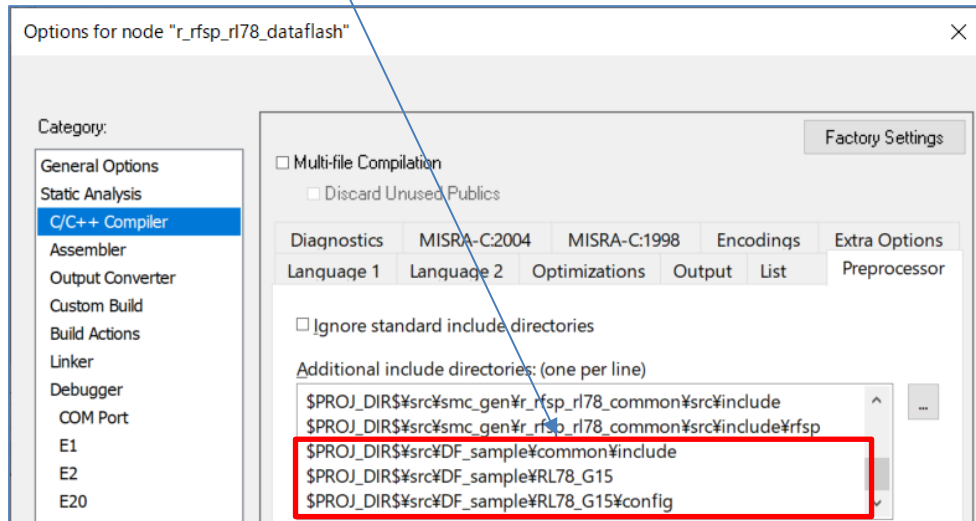 Options for node "r_rfsp_rl78_dataflash"
Category:
General Options
Static Analysis
C/C++ Compiler
Assembler
Output Converter
Custom Build
Build Actions
Linker
Debugger
COM Port
E1
E2
E20
Factory Settings
Multi-file Compilation
Discard Unused Publics
Diagnostics MISRA-C:2004 MISRA-C:1998 Encodings Extra Options
Language 1 Language 2 Optimizations Output List Preprocessor
Ignore standard include directories
Additional include directories: (one per line)
$PROJ_DIR$¥src¥smc_gen¥r_rfsp_rl78_common¥src¥include
$PROJ_DIR$¥src¥smc_gen¥r_rfsp_rl78_common¥src¥include¥rfsp
$PROJ_DIR$¥src¥DF_sample¥common¥include
$PROJ_DIR$¥src¥DF_sample¥RL78_G15
$PROJ_DIR$¥src¥DF_sample¥RL78_G15¥config
...